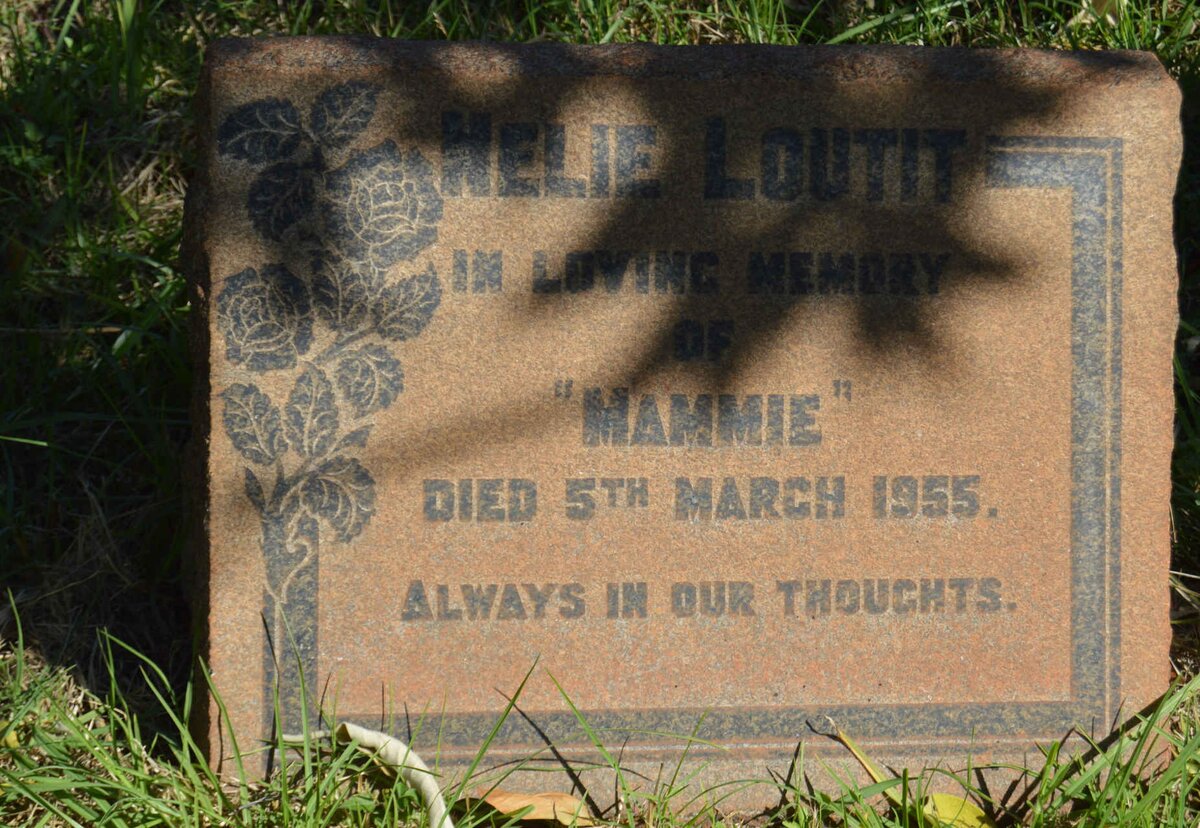 NELIE LOUTIT
IN LOVING MEMORY
OF
"MAMMIE"
DIED 5TH MARCH 1955.
ALWAYS IN OUR THOUGHTS.